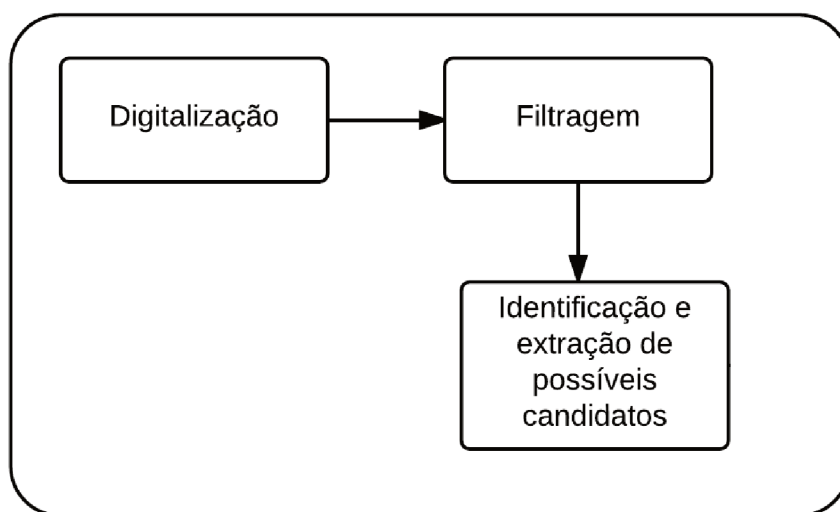 Digitalização
Filtragem
Identificação e
extração de
possíveis
candidatos